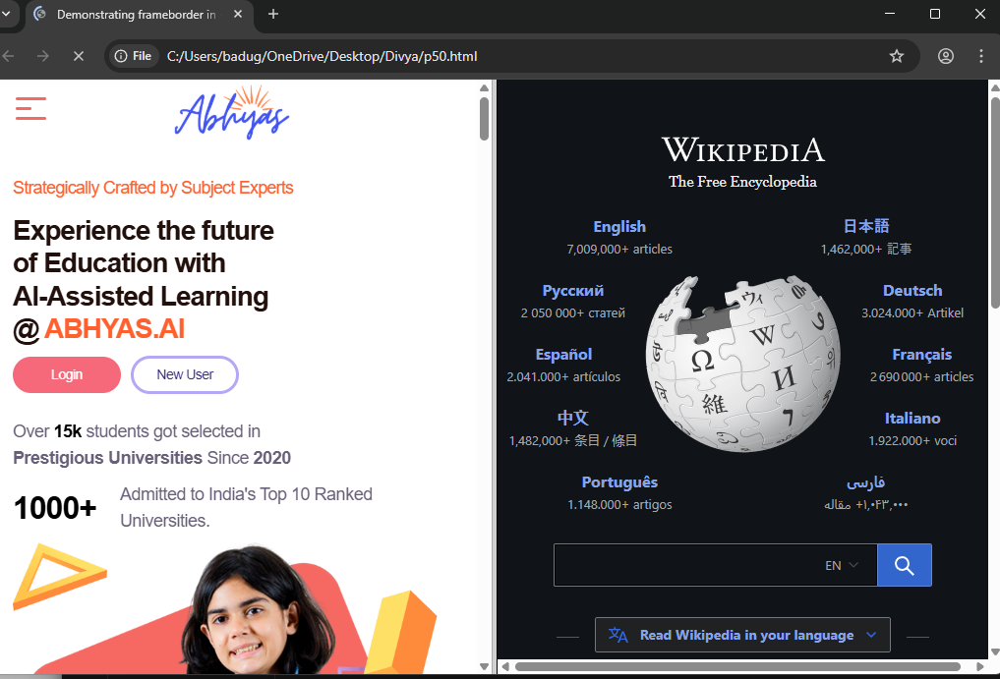 Demonstrating frameborder in
File C:/Users/badug/OneDrive/Desktop/Divya/p50.html
Abhyas
Strategically Crafted by Subject Experts
Experience the future
of Education with
AI-Assisted Learning
@ ABHYAS.AI
Login
New User
Over 15k students got selected in
Prestigious Universities Since 2020
1000+
Admitted to India's Top 10 Ranked
Universities.
WIKIPEDIA
The Free Encyclopedia
English
7,009,000+ articles
日本語
1,462,000+ 記事
Русский
2 050 000+ статей
Deutsch
3.024.000+ Artikel
Español
2.041.000+ artículos
Français
2 690 000+ articles
中文
1,482,000+ 条目 / 條目
Italiano
1.922.000+ voci
Português
1.148.000+ artigos
فارسی
۱٬۰۴۳٬۰۰۰+ مقاله
Ω
W
И
維
EN
Read Wikipedia in your language